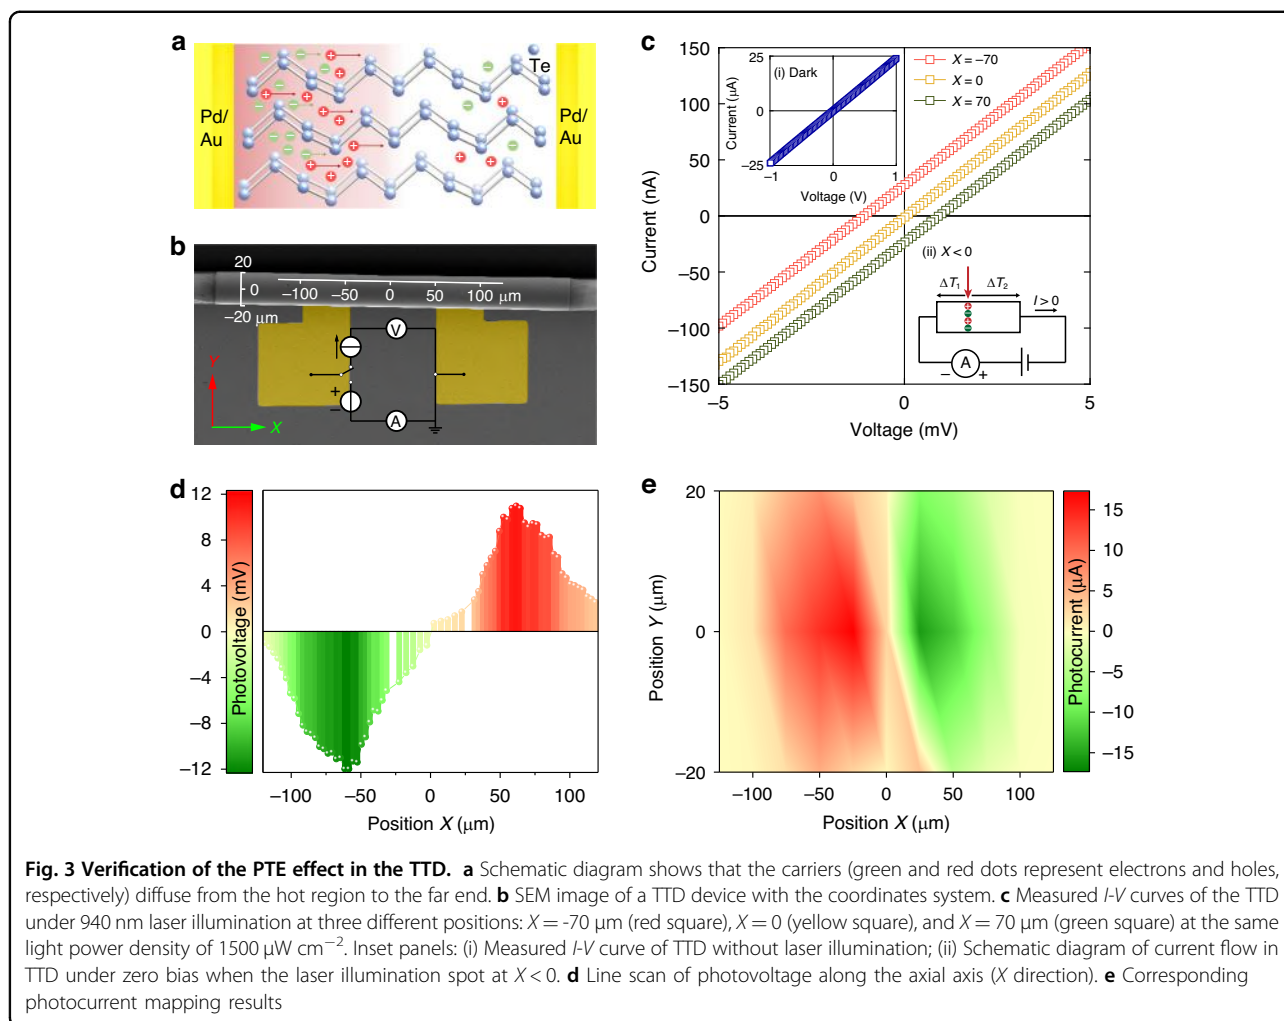 a
Te
Pd/
Au
Pd/
Au
b
20
0
−20 μm
−100
−50
0
50
100
μm
V
+
−
A
Y
X
c
150
100
50
0
−50
−100
−150
Current (nA)
−5
0
5
Voltage (mV)
X = −70
X = 0
X = 70
25
0
−25
Current (μA)
(i) Dark
−1
0
1
Voltage (V)
(ii) X < 0
ΔT1
ΔT2
I > 0
A
−
+
d
12
8
4
0
−4
−8
−12
Photovoltage (mV)
−100
−50
0
50
100
Position X (μm)
e
20
0
−20
Position Y (μm)
−100
−50
0
50
100
Position X (μm)
15
10
5
0
−5
−10
−15
Photocurrent (μA)
Fig. 3 Verification of the PTE effect in the TTD. a Schematic diagram shows that the carriers (green and red dots represent electrons and holes,
respectively) diffuse from the hot region to the far end. b SEM image of a TTD device with the coordinates system. c Measured I-V curves of the TTD
under 940 nm laser illumination at three different positions: X = -70 μm (red square), X = 0 (yellow square), and X = 70 μm (green square) at the same
light power density of 1500 μW cm−2. Inset panels: (i) Measured I-V curve of TTD without laser illumination; (ii) Schematic diagram of current flow in
TTD under zero bias when the laser illumination spot at X < 0. d Line scan of photovoltage along the axial axis (X direction). e Corresponding
photocurrent mapping results